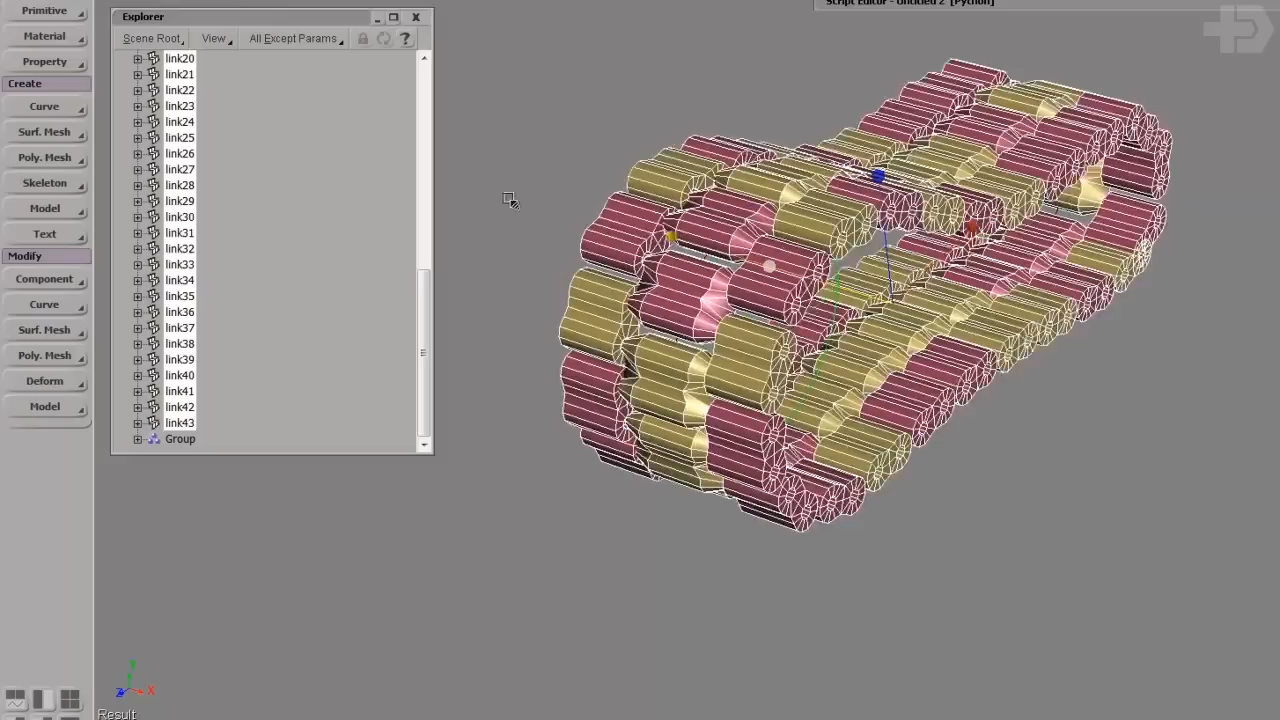 Script Editor - Untitled 2 [Python]
Primitive
Material
Property
Create
Curve
Surf. Mesh
Poly. Mesh
Skeleton
Model
Text
Modify
Component
Curve
Surf. Mesh
Poly. Mesh
Deform
Model
Explorer
Scene Root
View
All Except Params
?
link20
link21
link22
link23
link24
link25
link26
link27
link28
link29
link30
link31
link32
link33
link34
link35
link36
link37
link38
link39
link40
link41
link42
link43
Group
Y
Z
X
Result